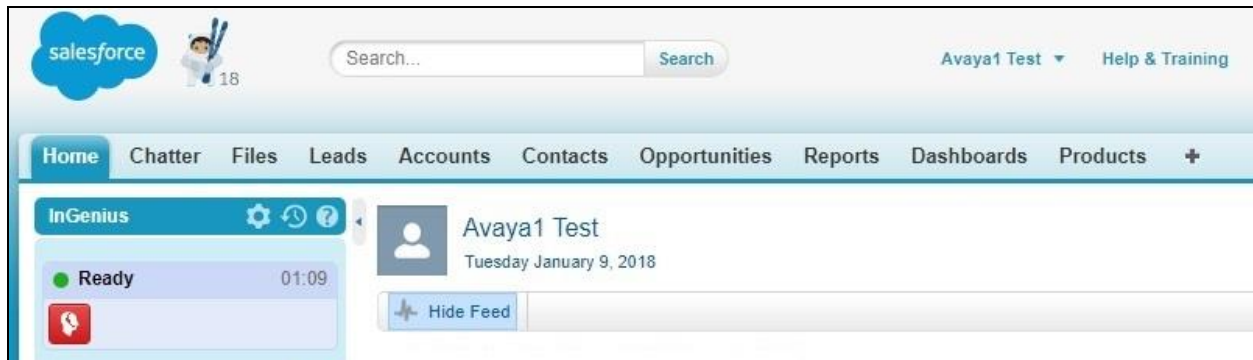 salesforce
18
Search...
Search
Avaya1 Test
Help & Training
Home Chatter Files Leads Accounts Contacts Opportunities Reports Dashboards Products +
InGenius
Avaya1 Test
Tuesday January 9, 2018
Ready 01:09
Hide Feed